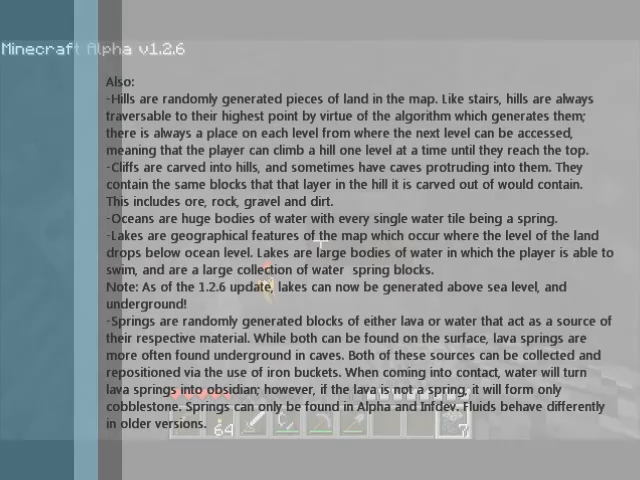 Minecraft Alpha v1.2.6
Also:
-Hills are randomly generated pieces of land in the map. Like stairs, hills are always
traversable to their highest point by virtue of the algorithm which generates them;
there is always a place on each level from where the next level can be accessed,
meaning that the player can climb a hill one level at a time until they reach the top.
-Cliffs are carved into hills, and sometimes have caves protruding into them. They
contain the same blocks that that layer in the hill it is carved out of would contain.
This includes ore, rock, gravel and dirt.
-Oceans are huge bodies of water with every single water tile being a spring.
-Lakes are geographical features of the map which occur where the level of the land
drops below ocean level. Lakes are large bodies of water in which the player is able to
swim, and are a large collection of water  spring blocks.
Note: As of the 1.2.6 update, lakes can now be generated above sea level, and
underground!
-Springs are randomly generated blocks of either lava or water that act as a source of
their respective material. While both can be found on the surface, lava springs are
more often found underground in caves. Both of these sources can be collected and
repositioned via the use of iron buckets. When coming into contact, water will turn
lava springs into obsidian; however, if the lava is not a spring, it will form only
cobblestone. Springs can only be found in Alpha and Infdev. Fluids behave differently
in older versions.
64
7